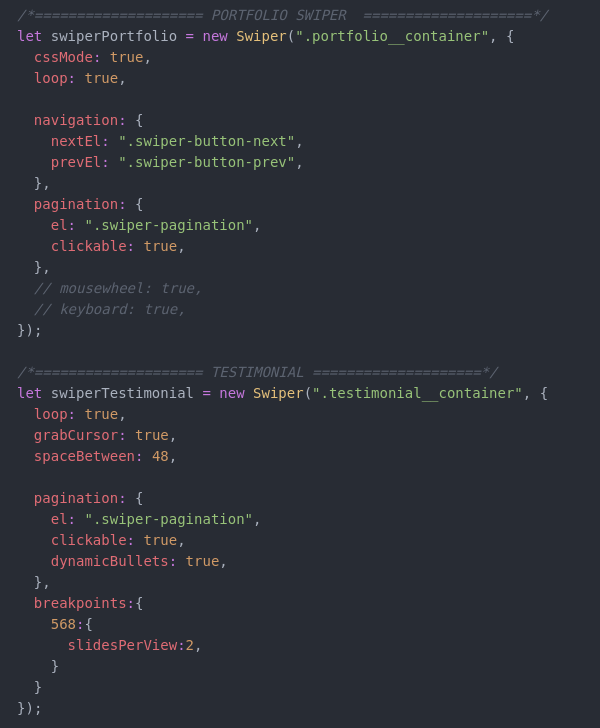 /*==================== PORTFOLIO SWIPER  ====================*/
let swiperPortfolio = new Swiper(".portfolio__container", {
  cssMode: true,
  loop: true,

  navigation: {
    nextEl: ".swiper-button-next",
    prevEl: ".swiper-button-prev",
  },
  pagination: {
    el: ".swiper-pagination",
    clickable: true,
  },
  // mousewheel: true,
  // keyboard: true,
});

/*==================== TESTIMONIAL ====================*/
let swiperTestimonial = new Swiper(".testimonial__container", {
  loop: true,
  grabCursor: true,
  spaceBetween: 48,

  pagination: {
    el: ".swiper-pagination",
    clickable: true,
    dynamicBullets: true,
  },
  breakpoints:{
    568:{
      slidesPerView:2,
    }
  }
});